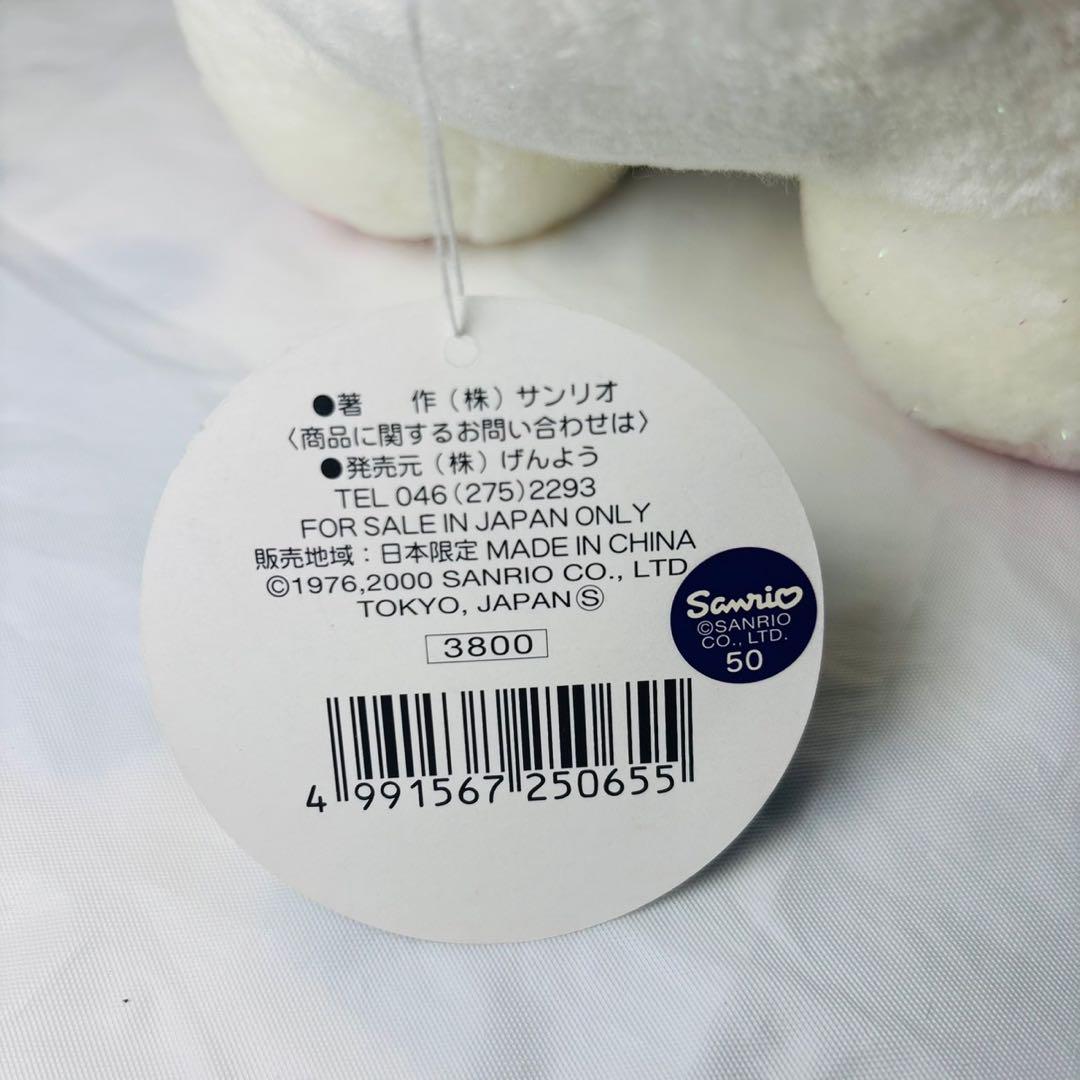 ●著　作（株）サンリオ
〈商品に関するお問い合わせは〉
●発売元（株）げんよう
TEL 046(275)2293
FOR SALE IN JAPAN ONLY
販売地域：日本限定 MADE IN CHINA
©1976,2000 SANRIO CO., LTD
TOKYO, JAPAN Ⓢ
3800
Sanrio
©SANRIO
CO., LTD.
50
4 991567 250655